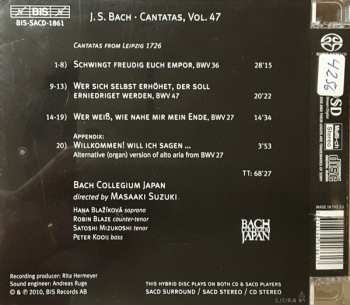 BIS
BIS-SACD-1861
J. S. BACH · CANTATAS, VOL. 47
CANTATAS FROM LEIPZIG 1726
1-8) SCHWINGT FREUDIG EUCH EMPOR, BWV 36 28'15
9-13) WER SICH SELBST ERHÖHET, DER SOLL
ERNIEDRIGET WERDEN, BWV 47 20'22
14-19) WER WEIß, WIE NAHE MIR MEIN ENDE, BWV 27 14'34
APPENDIX:
20) WILLKOMMEN! WILL ICH SAGEN ... 3'53
Alternative (organ) version of alto aria from BWV 27
TT: 68'27
BACH COLLEGIUM JAPAN
directed by MASAAKI SUZUKI
HANA BLAŽÍKOVÁ soprano
ROBIN BLAZE counter-tenor
SATOSHI MIZUKOSHI tenor
PETER KOOIJ bass
BACH
COLLEGIUM
JAPAN
Recording producer: Rita Hermeyer
Sound engineer: Andreas Ruge
℗ & © 2010, BIS Records AB
THIS HYBRID DISC PLAYS ON BOTH CD & SACD PLAYERS
SACD SURROUND / SACD STEREO / CD STEREO
MADE IN THE EU